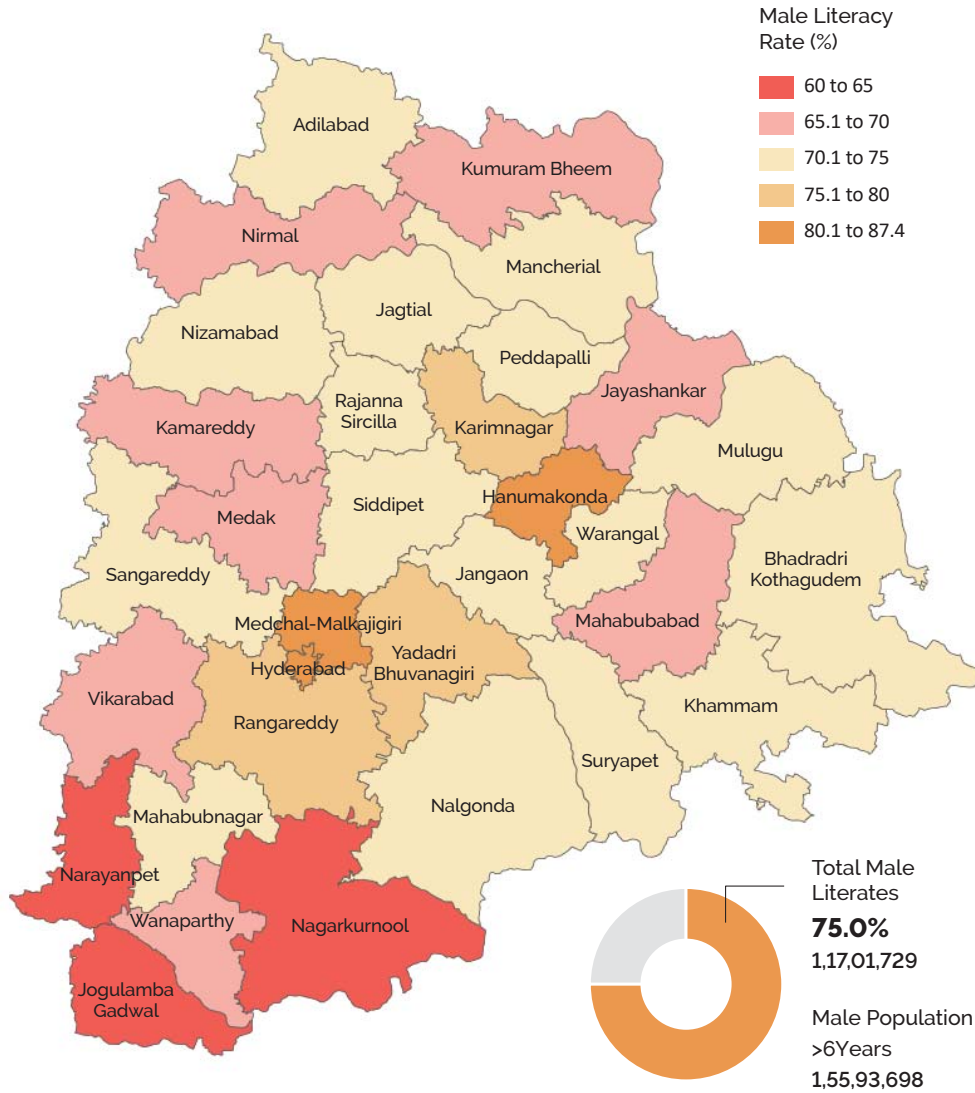 Male Literacy
Rate (%)
60 to 65
65.1 to 70
70.1 to 75
75.1 to 80
80.1 to 87.4
Adilabad
Kumuram Bheem
Nirmal
Mancherial
Jagtial
Nizamabad
Peddapalli
Jayashankar
Rajanna
Sircilla
Kamareddy
Karimnagar
Mulugu
Hanumakonda
Siddipet
Medak
Warangal
Bhadradri
Kothagudem
Sangareddy
Jangaon
Medchal-Malkajigiri
Mahabubabad
Hyderabad
Yadadri
Bhuvanagiri
Vikarabad
Khammam
Rangareddy
Suryapet
Nalgonda
Mahabubnagar
Narayanpet
Wanaparthy
Nagarkurnool
Jogulamba
Gadwal
Total Male
Literates
75.0%
1,17,01,729
Male Population
>6Years
1,55,93,698